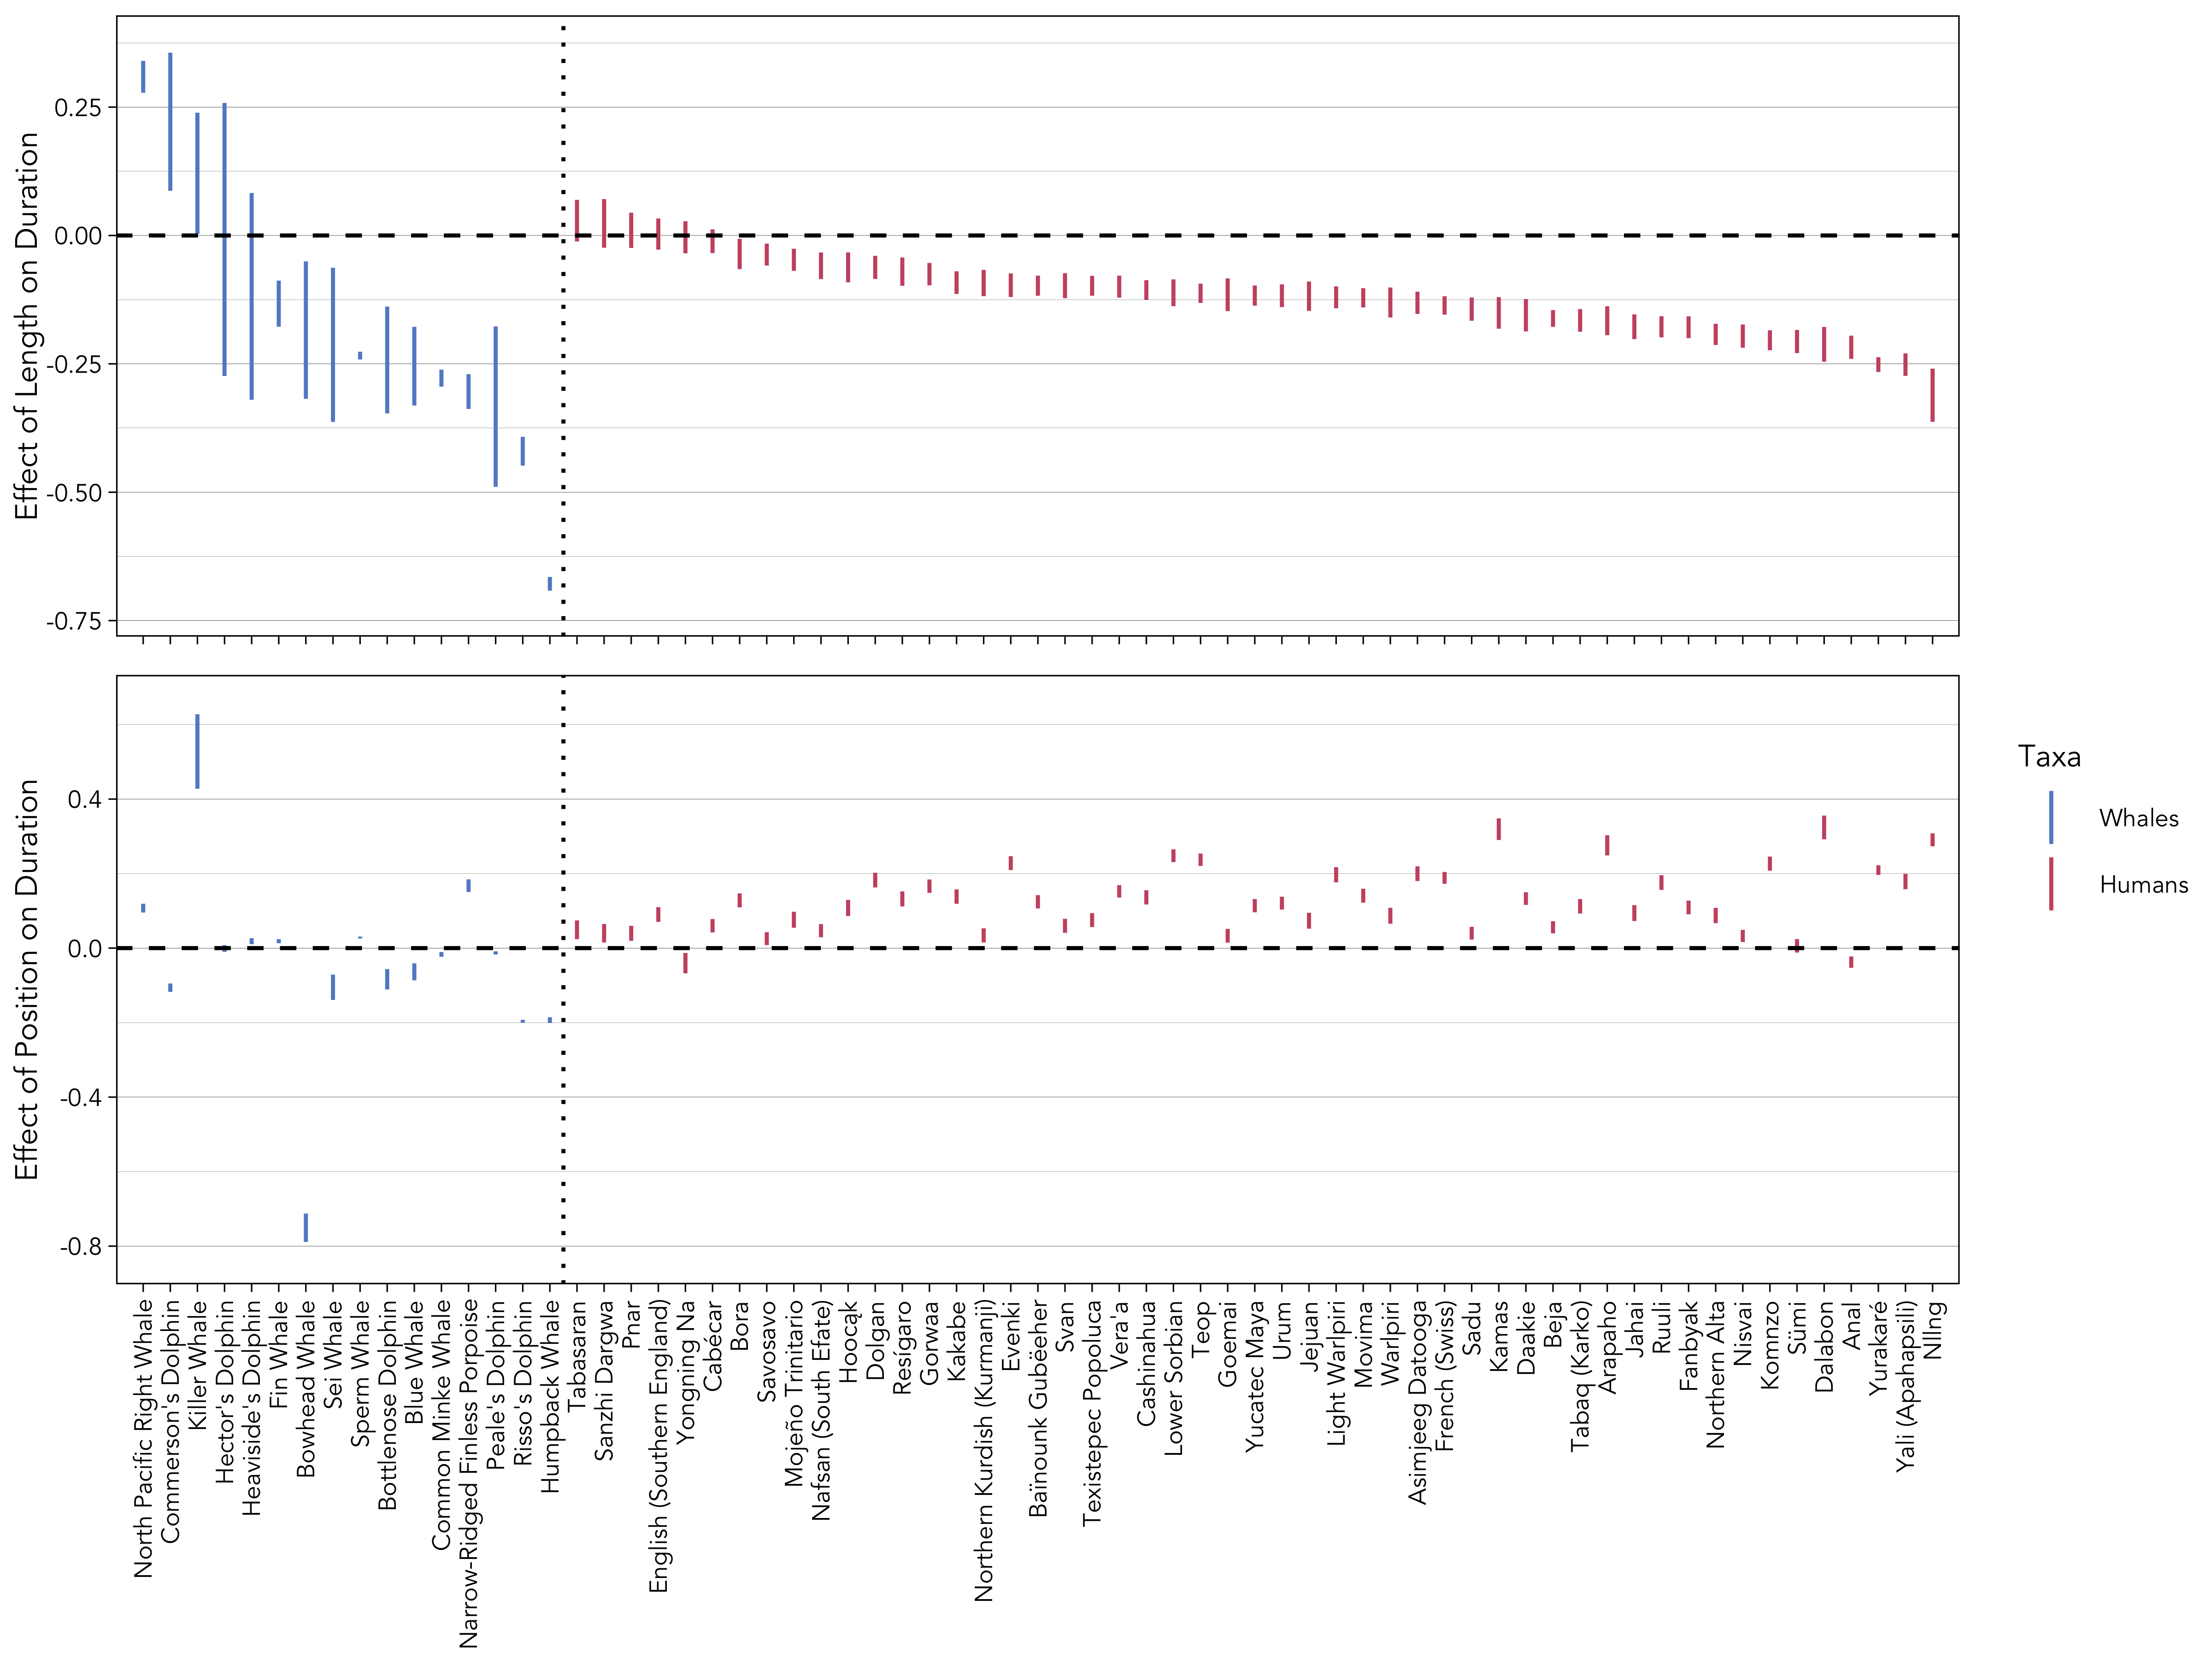 Effect of Length on Duration
0.25
0.00
-0.25
-0.50
-0.75
Effect of Position on Duration
0.4
0.0
-0.4
-0.8
North Pacific Right Whale
Commerson's Dolphin
Killer Whale
Hector's Dolphin
Heaviside's Dolphin
Fin Whale
Bowhead Whale
Sei Whale
Sperm Whale
Bottlenose Dolphin
Blue Whale
Common Minke Whale
Narrow-Ridged Finless Porpoise
Peale's Dolphin
Risso's Dolphin
Humpback Whale
Tabasaran
Sanzhi Dargwa
Pnar
English (Southern England)
Yongning Na
Cabécar
Bora
Savosavo
Mojeño Trinitario
Nafsan (South Efate)
Hoocąk
Dolgan
Resígaro
Gorwaa
Kakabe
Northern Kurdish (Kurmanji)
Evenki
Baïnounk Gubëeher
Svan
Texistepec Popoluca
Vera'a
Cashinahua
Lower Sorbian
Teop
Goemai
Yucatec Maya
Urum
Jejuan
Light Warlpiri
Movima
Warlpiri
Asimjeeg Datooga
French (Swiss)
Sadu
Kamas
Daakie
Beja
Tabaq (Karko)
Arapaho
Jahai
Ruuli
Fanbyak
Northern Alta
Nisvai
Komnzo
Sümi
Dalabon
Anal
Yurakaré
Yali (Apahapsili)
Nllng
Taxa
Whales
Humans